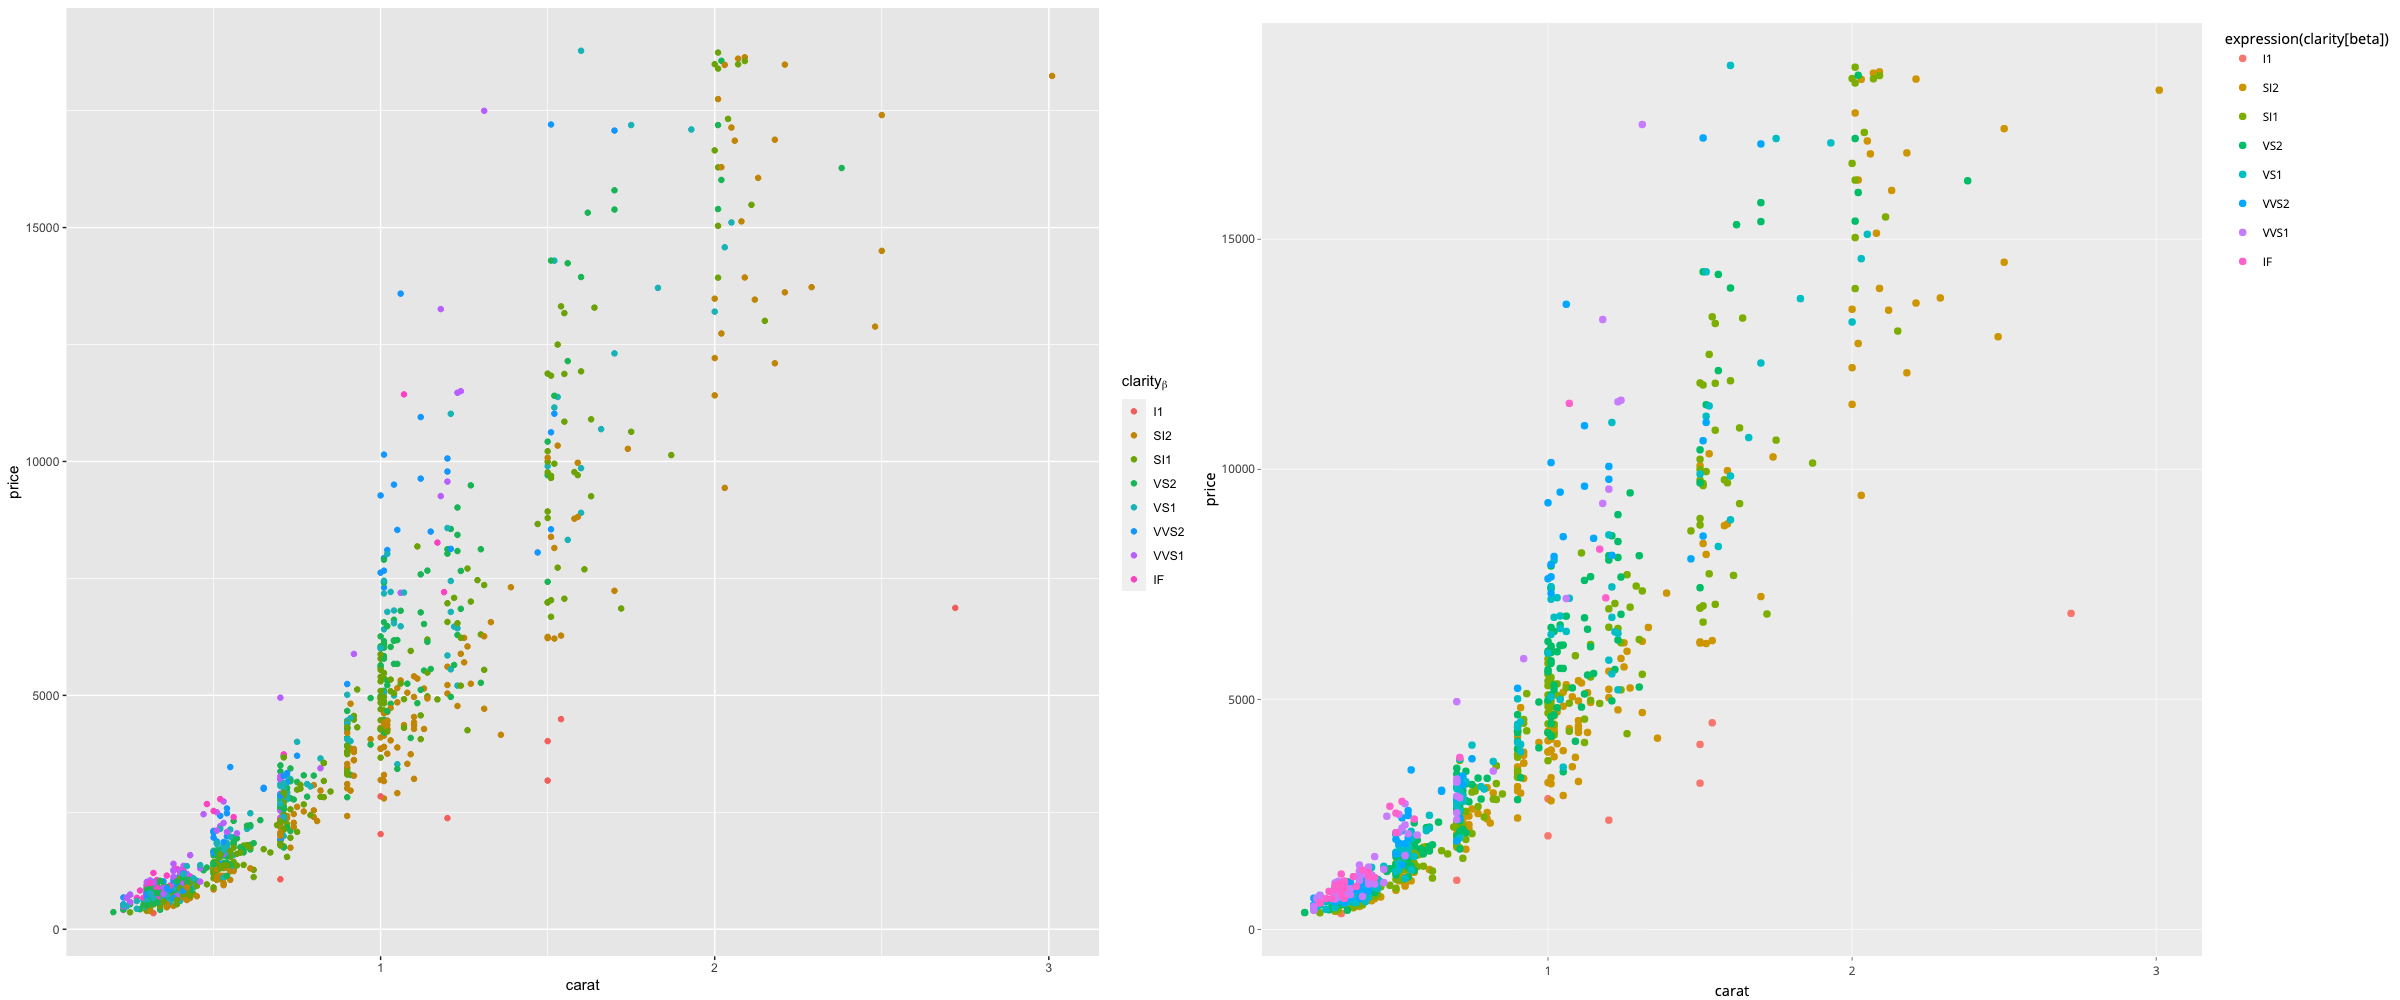 15000
10000
5000
0
price
1
2
3
carat
clarityβ
I1
SI2
SI1
VS2
VS1
VVS2
VVS1
IF
15000
10000
5000
0
price
1
2
3
carat
expression(clarity[beta])
I1
SI2
SI1
VS2
VS1
VVS2
VVS1
IF